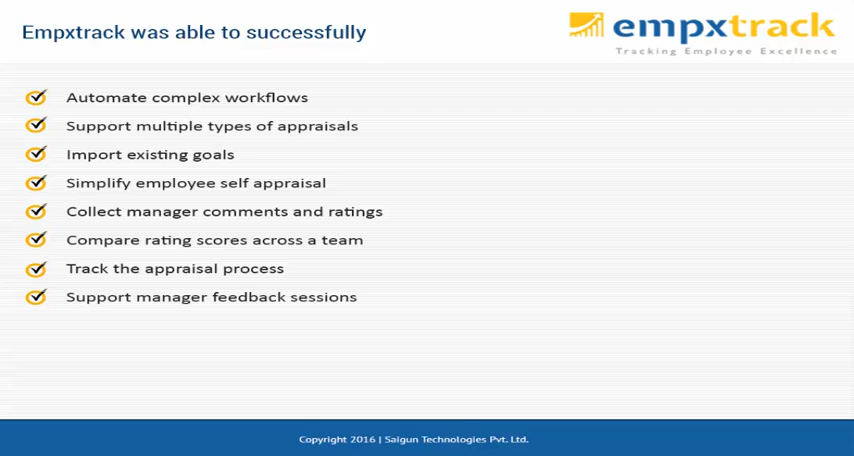 Empxtrack was able to successfully
empxtrack
Tracking Employee Excellence
Automate complex workflows
Support multiple types of appraisals
Import existing goals
Simplify employee self appraisal
Collect manager comments and ratings
Compare rating scores across a team
Track the appraisal process
Support manager feedback sessions
Copyright 2016 | Saigun Technologies Pvt. Ltd.